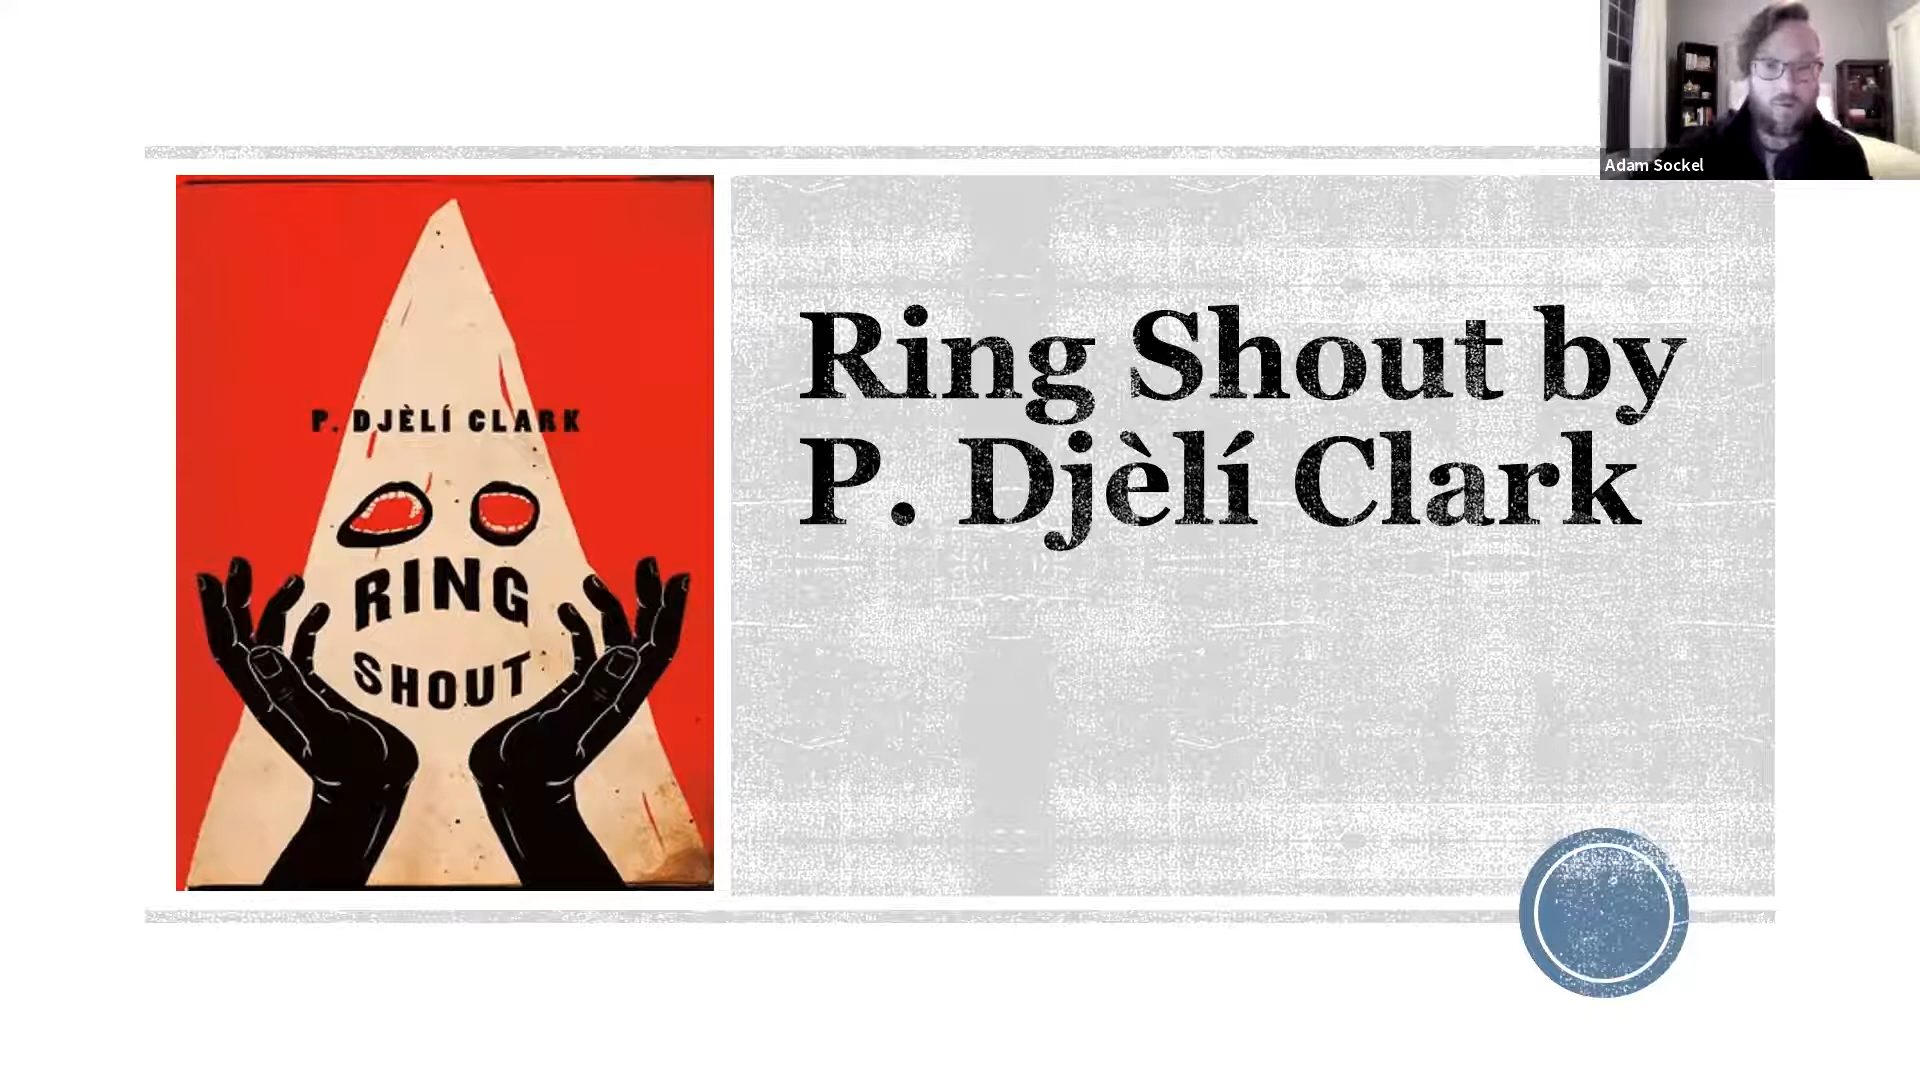 Adam Sockel
P. DJÈLÍ CLARK
RING
SHOUT
Ring Shout by
P. Djèlí Clark